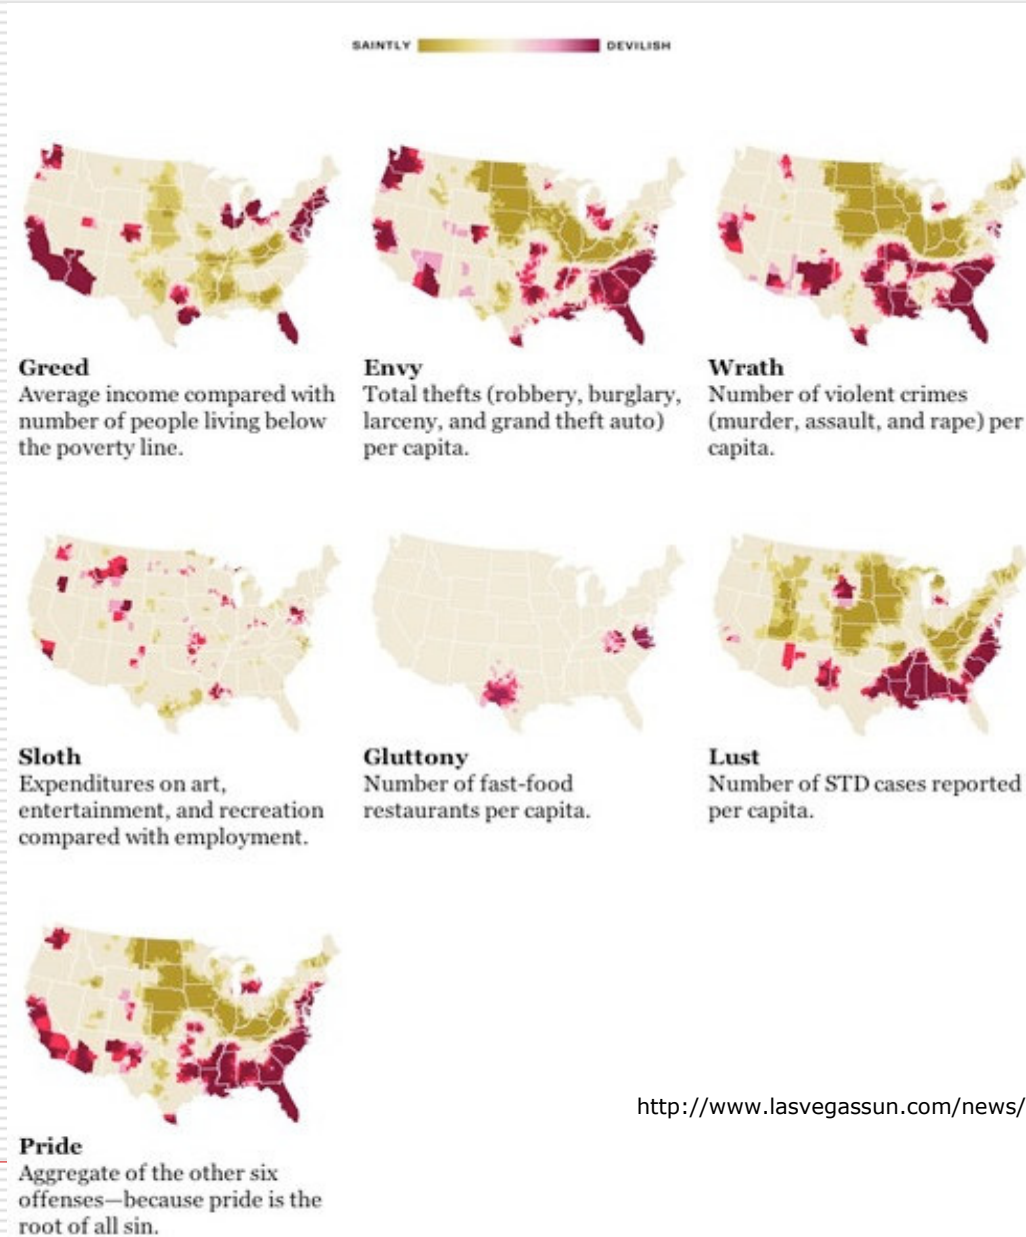 SAINTLY DEVILISH
Greed
Average income compared with
number of people living below
the poverty line.
Envy
Total thefts (robbery, burglary,
larceny, and grand theft auto)
per capita.
Wrath
Number of violent crimes
(murder, assault, and rape) per
capita.
Sloth
Expenditures on art,
entertainment, and recreation
compared with employment.
Gluttony
Number of fast-food
restaurants per capita.
Lust
Number of STD cases reported
per capita.
Pride
Aggregate of the other six
offenses—because pride is the
root of all sin.
http://www.lasvegassun.com/news/